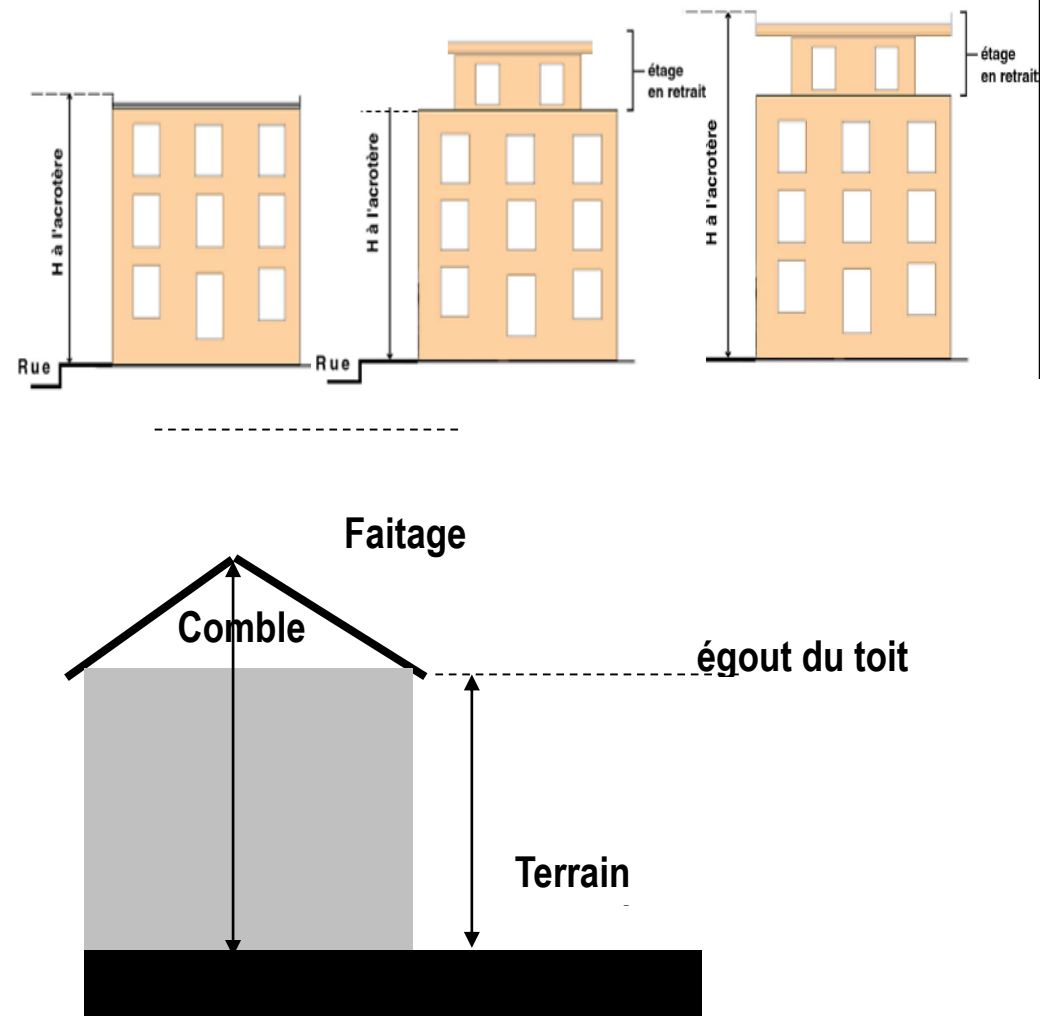 H à l'acrotère
Rue
H à l'acrotère
étage
en retrait
Rue
H à l'acrotère
étage
en retrait
Faitage
Comble
égout du toit
Terrain